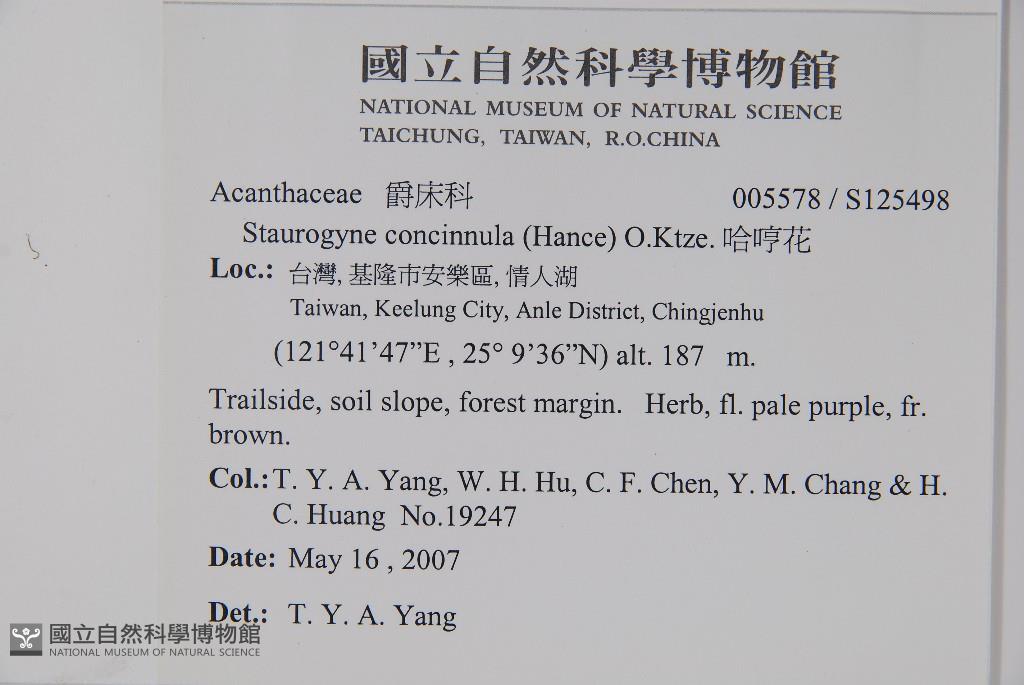 國立自然科學博物館
NATIONAL MUSEUM OF NATURAL SCIENCE
TAICHUNG, TAIWAN, R.O.CHINA
Acanthaceae 爵床科 005578 / S125498
Staurogyne concinnula (Hance) O.Ktze. 哈哼花
Loc.: 台灣, 基隆市安樂區, 情人湖
Taiwan, Keelung City, Anle District, Chingjenhu
(121°41’47”E , 25° 9’36”N) alt. 187 m.
Trailside, soil slope, forest margin. Herb, fl. pale purple, fr.
brown.
Col.: T. Y. A. Yang, W. H. Hu, C. F. Chen, Y. M. Chang & H.
C. Huang No.19247
Date: May 16 , 2007
Det.: T. Y. A. Yang
國立自然科學博物館
NATIONAL MUSEUM OF NATURAL SCIENCE